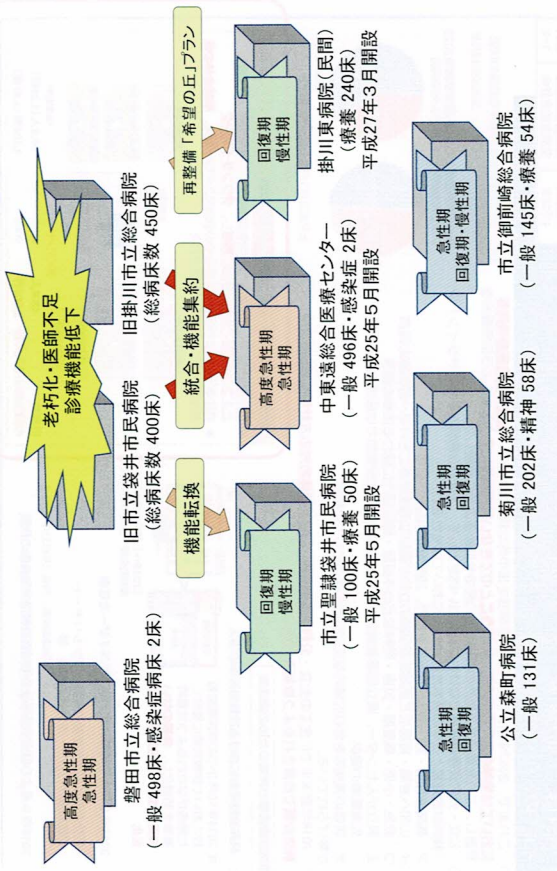 老朽化・医師不足
診療機能低下
旧市立袋井市民病院
(総病床数 400床)
旧掛川市立総合病院
(総病床数 450床)
機能転換
統合・機能集約
再整備「希望の丘」プラン
高度急性期
急性期
磐田市立総合病院
(一般 498床・感染症病床 2床)
回復期
慢性期
市立聖隷袋井市民病院
(一般 100床・療養 50床)
平成25年5月開設
高度急性期
急性期
中東遠総合医療センター
(一般 496床・感染症 2床)
平成25年5月開設
回復期
慢性期
掛川東病院(民間)
(療養 240床)
平成27年3月開設
急性期
回復期
公立森町病院
(一般 131床)
急性期
回復期
菊川市立総合病院
(一般 202床・精神 58床)
急性期
回復期・慢性期
市立御前崎総合病院
(一般 145床・療養 54床)